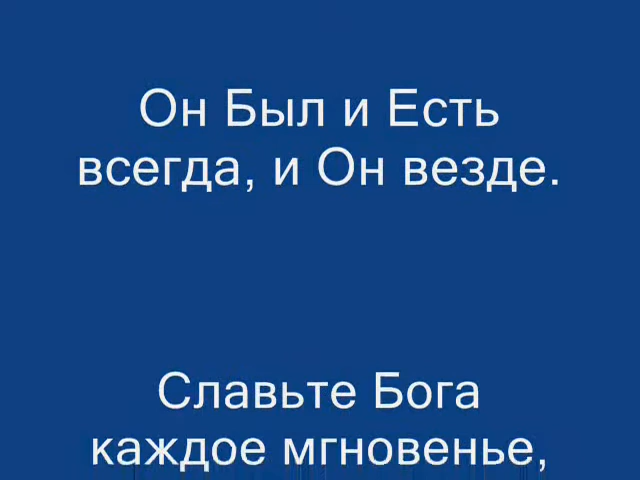 Он Был и Есть
всегда, и Он везде.
Славьте Бога
каждое мгновенье,